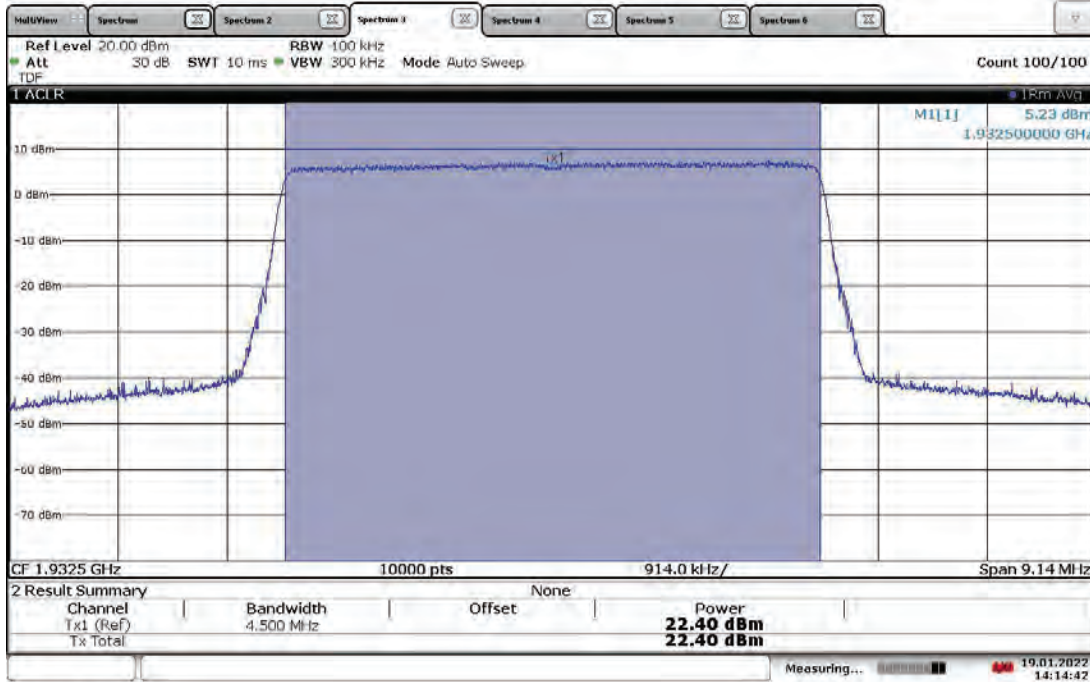 MultiView Spectrum Spectrum 2 Spectrum 3 Spectrum 4 Spectrum 5 Spectrum 6
Ref Level 20.00 dBm RBW 100 kHz
Att 30 dB SWT 10 ms VBW 300 kHz Mode Auto Sweep Count 100/100
TDF
1 ACLR 1Rm Avg
M1[1] 5.23 dBm
1.932500000 GHz
Tx1
10 dBm
0 dBm
-10 dBm
-20 dBm
-30 dBm
-40 dBm
-50 dBm
-60 dBm
-70 dBm
CF 1.9325 GHz 10000 pts 914.0 kHz/ Span 9.14 MHz
2 Result Summary None
Channel Bandwidth Offset Power
Tx1 (Ref) 4.500 MHz 22.40 dBm
Tx Total 22.40 dBm
Measuring... 19.01.2022
14:14:42